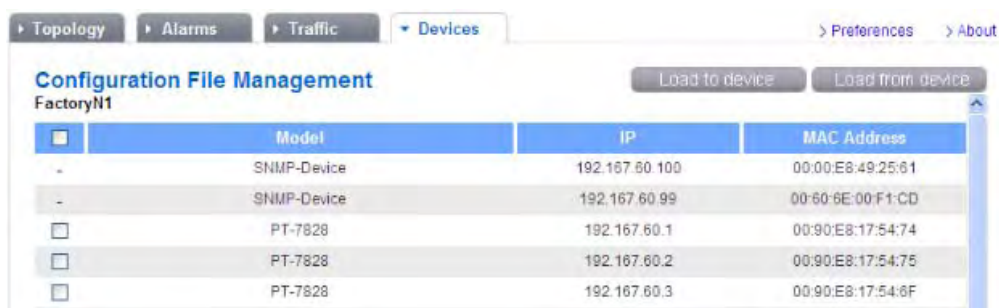 Topology Alarms Traffic Devices > Preferences > About
Configuration File Management Load to device Load from device
FactoryN1
Model IP MAC Address
- SNMP-Device 192.167.60.100 00:00:E8:49:25:61
- SNMP-Device 192.167.60.99 00:60:6E:00:F1:CD
PT-7828 192.167.60.1 00:90:E8:17:54:74
PT-7828 192.167.60.2 00:90:E8:17:54:75
PT-7828 192.167.60.3 00:90:E8:17:54:6F